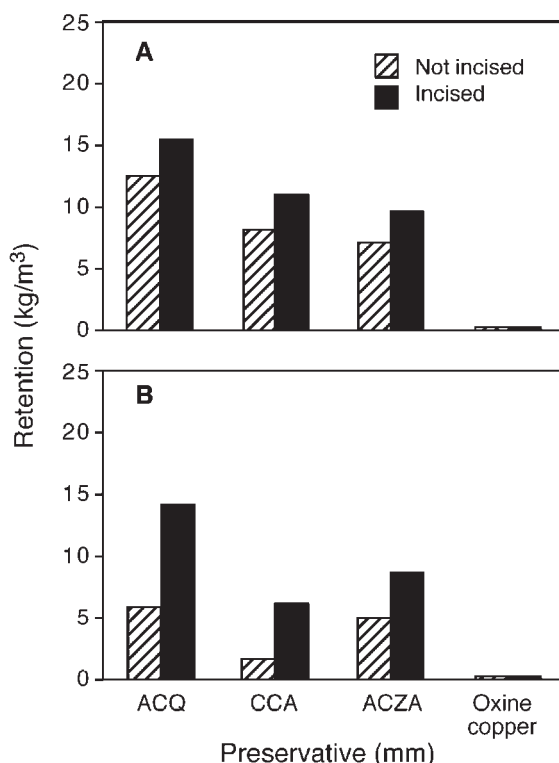 Retention (kg/m³)
A
Not incised
Incised
25
20
15
10
5
0
B
25
20
15
10
5
0
ACQ
CCA
ACZA
Oxine
copper
Preservative (mm)